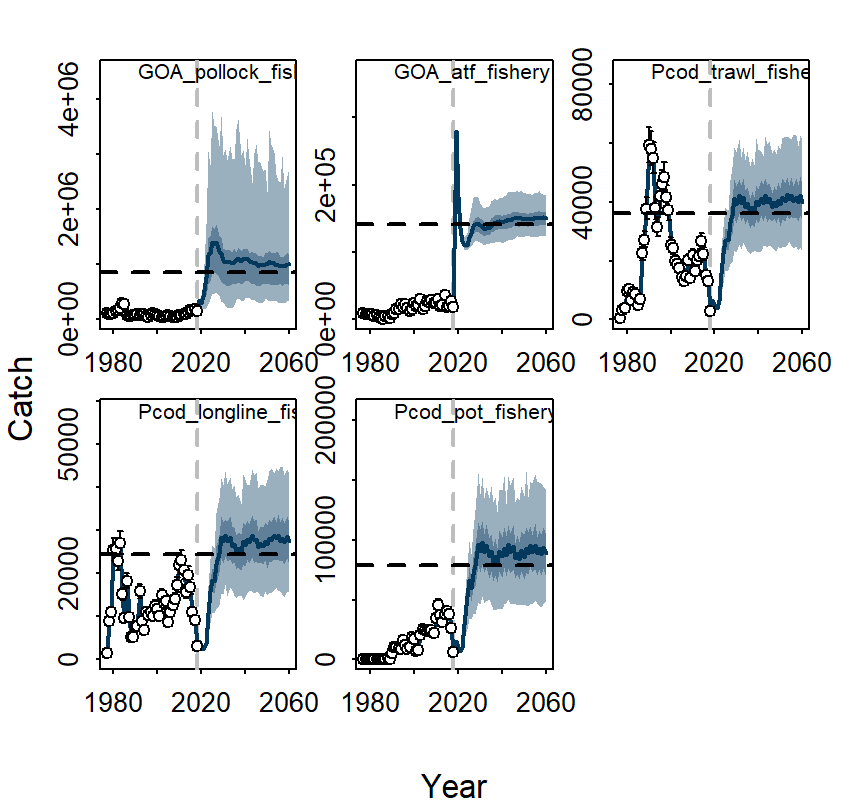 GOA_pollock_fis
GOA_atf_fishery
Pcod_trawl_fishe
0e+00 2e+06 4e+06
2e+05
0e+00
0 40000 80000
1980 2020 2060
1980 2020 2060
1980 2020 2060
Catch
Pcod_longline_fis
Pcod_pot_fishery
0 20000 50000
0 100000 200000
1980 2020 2060
1980 2020 2060
Year